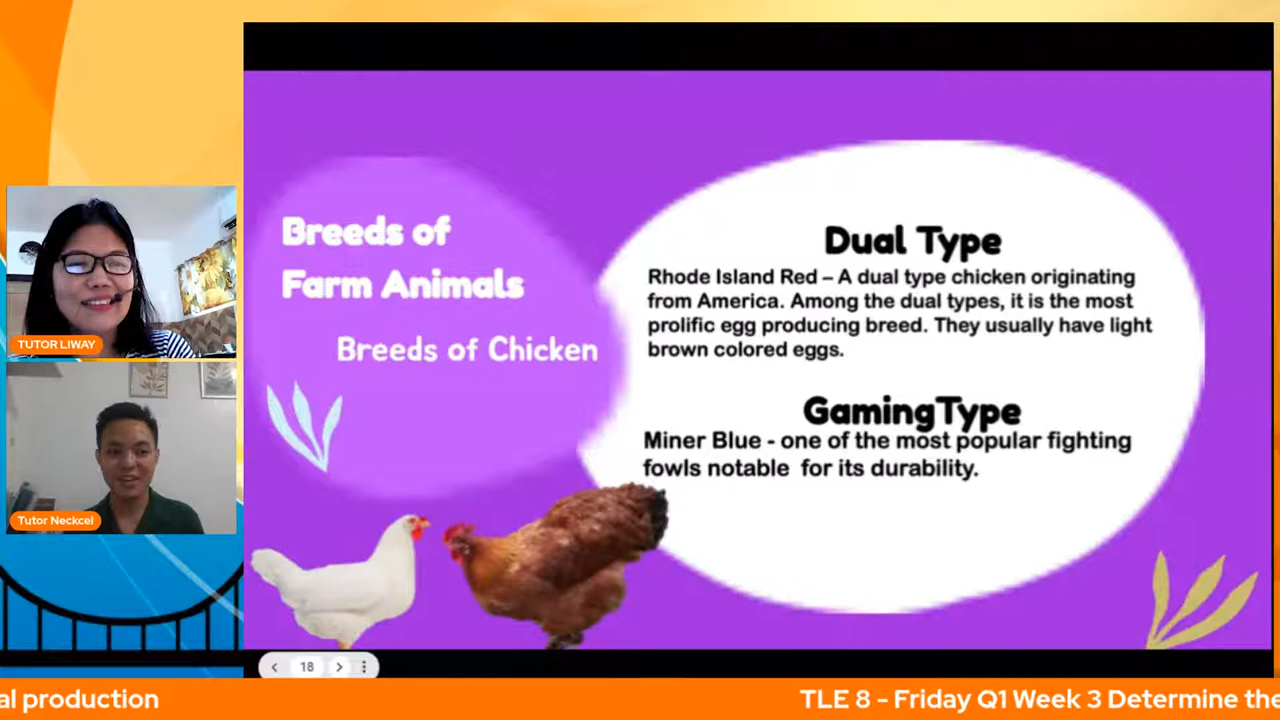 Breeds of
Farm Animals
Breeds of Chicken
Dual Type
Rhode Island Red – A dual type chicken originating
from America. Among the dual types, it is the most
prolific egg producing breed. They usually have light
brown colored eggs.
GamingType
Miner Blue - one of the most popular fighting
fowls notable for its durability.
TUTOR LIWAY
Tutor Neckcel
18
al production
TLE 8 - Friday Q1 Week 3 Determine the